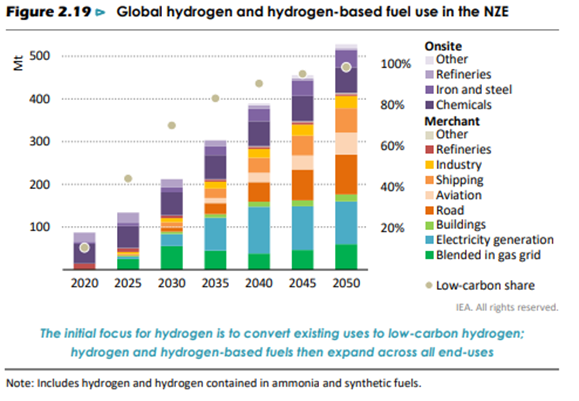 Figure 2.19 ▻ Global hydrogen and hydrogen-based fuel use in the NZE
Mt
500
400
300
200
100
100%
80%
60%
40%
20%
2020 2025 2030 2035 2040 2045 2050
Onsite
Other
Refineries
Iron and steel
Chemicals
Merchant
Other
Refineries
Industry
Shipping
Aviation
Road
Buildings
Electricity generation
Blended in gas grid
Low-carbon share
IEA. All rights reserved.
The initial focus for hydrogen is to convert existing uses to low-carbon hydrogen;
hydrogen and hydrogen-based fuels then expand across all end-uses
Note: Includes hydrogen and hydrogen contained in ammonia and synthetic fuels.